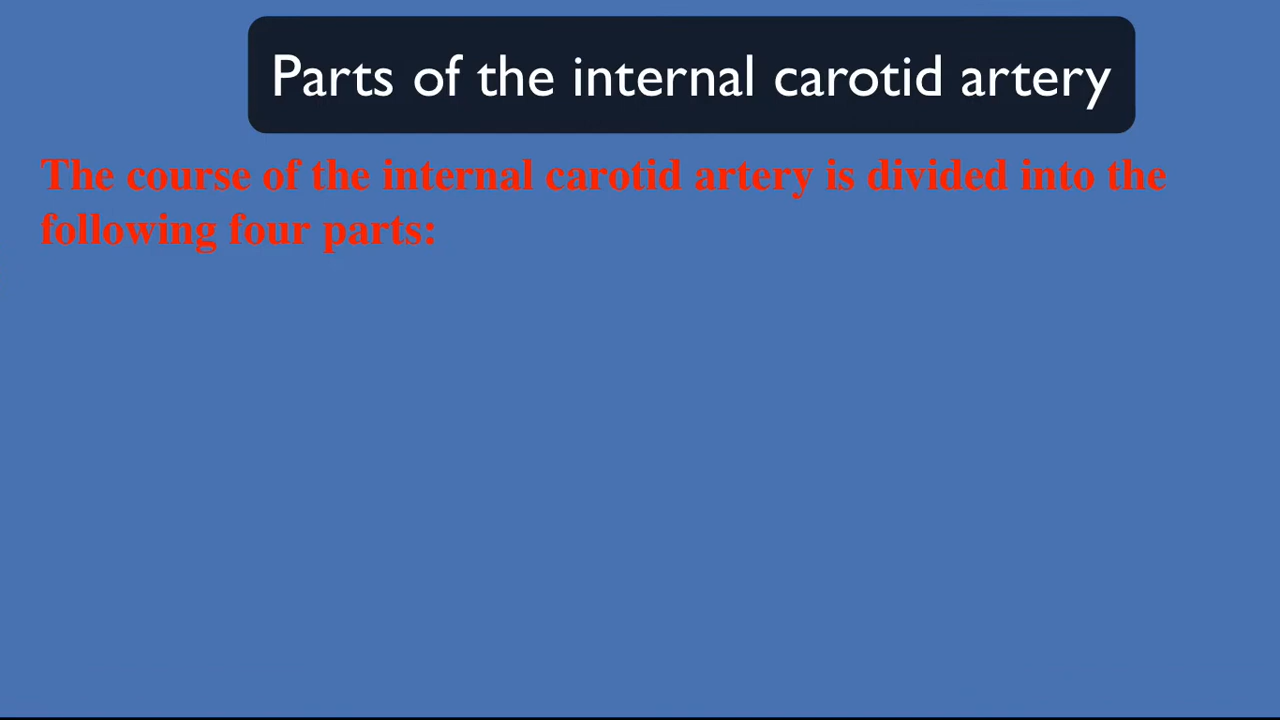 Parts of the internal carotid artery
The course of the internal carotid artery is divided into the
following four parts: